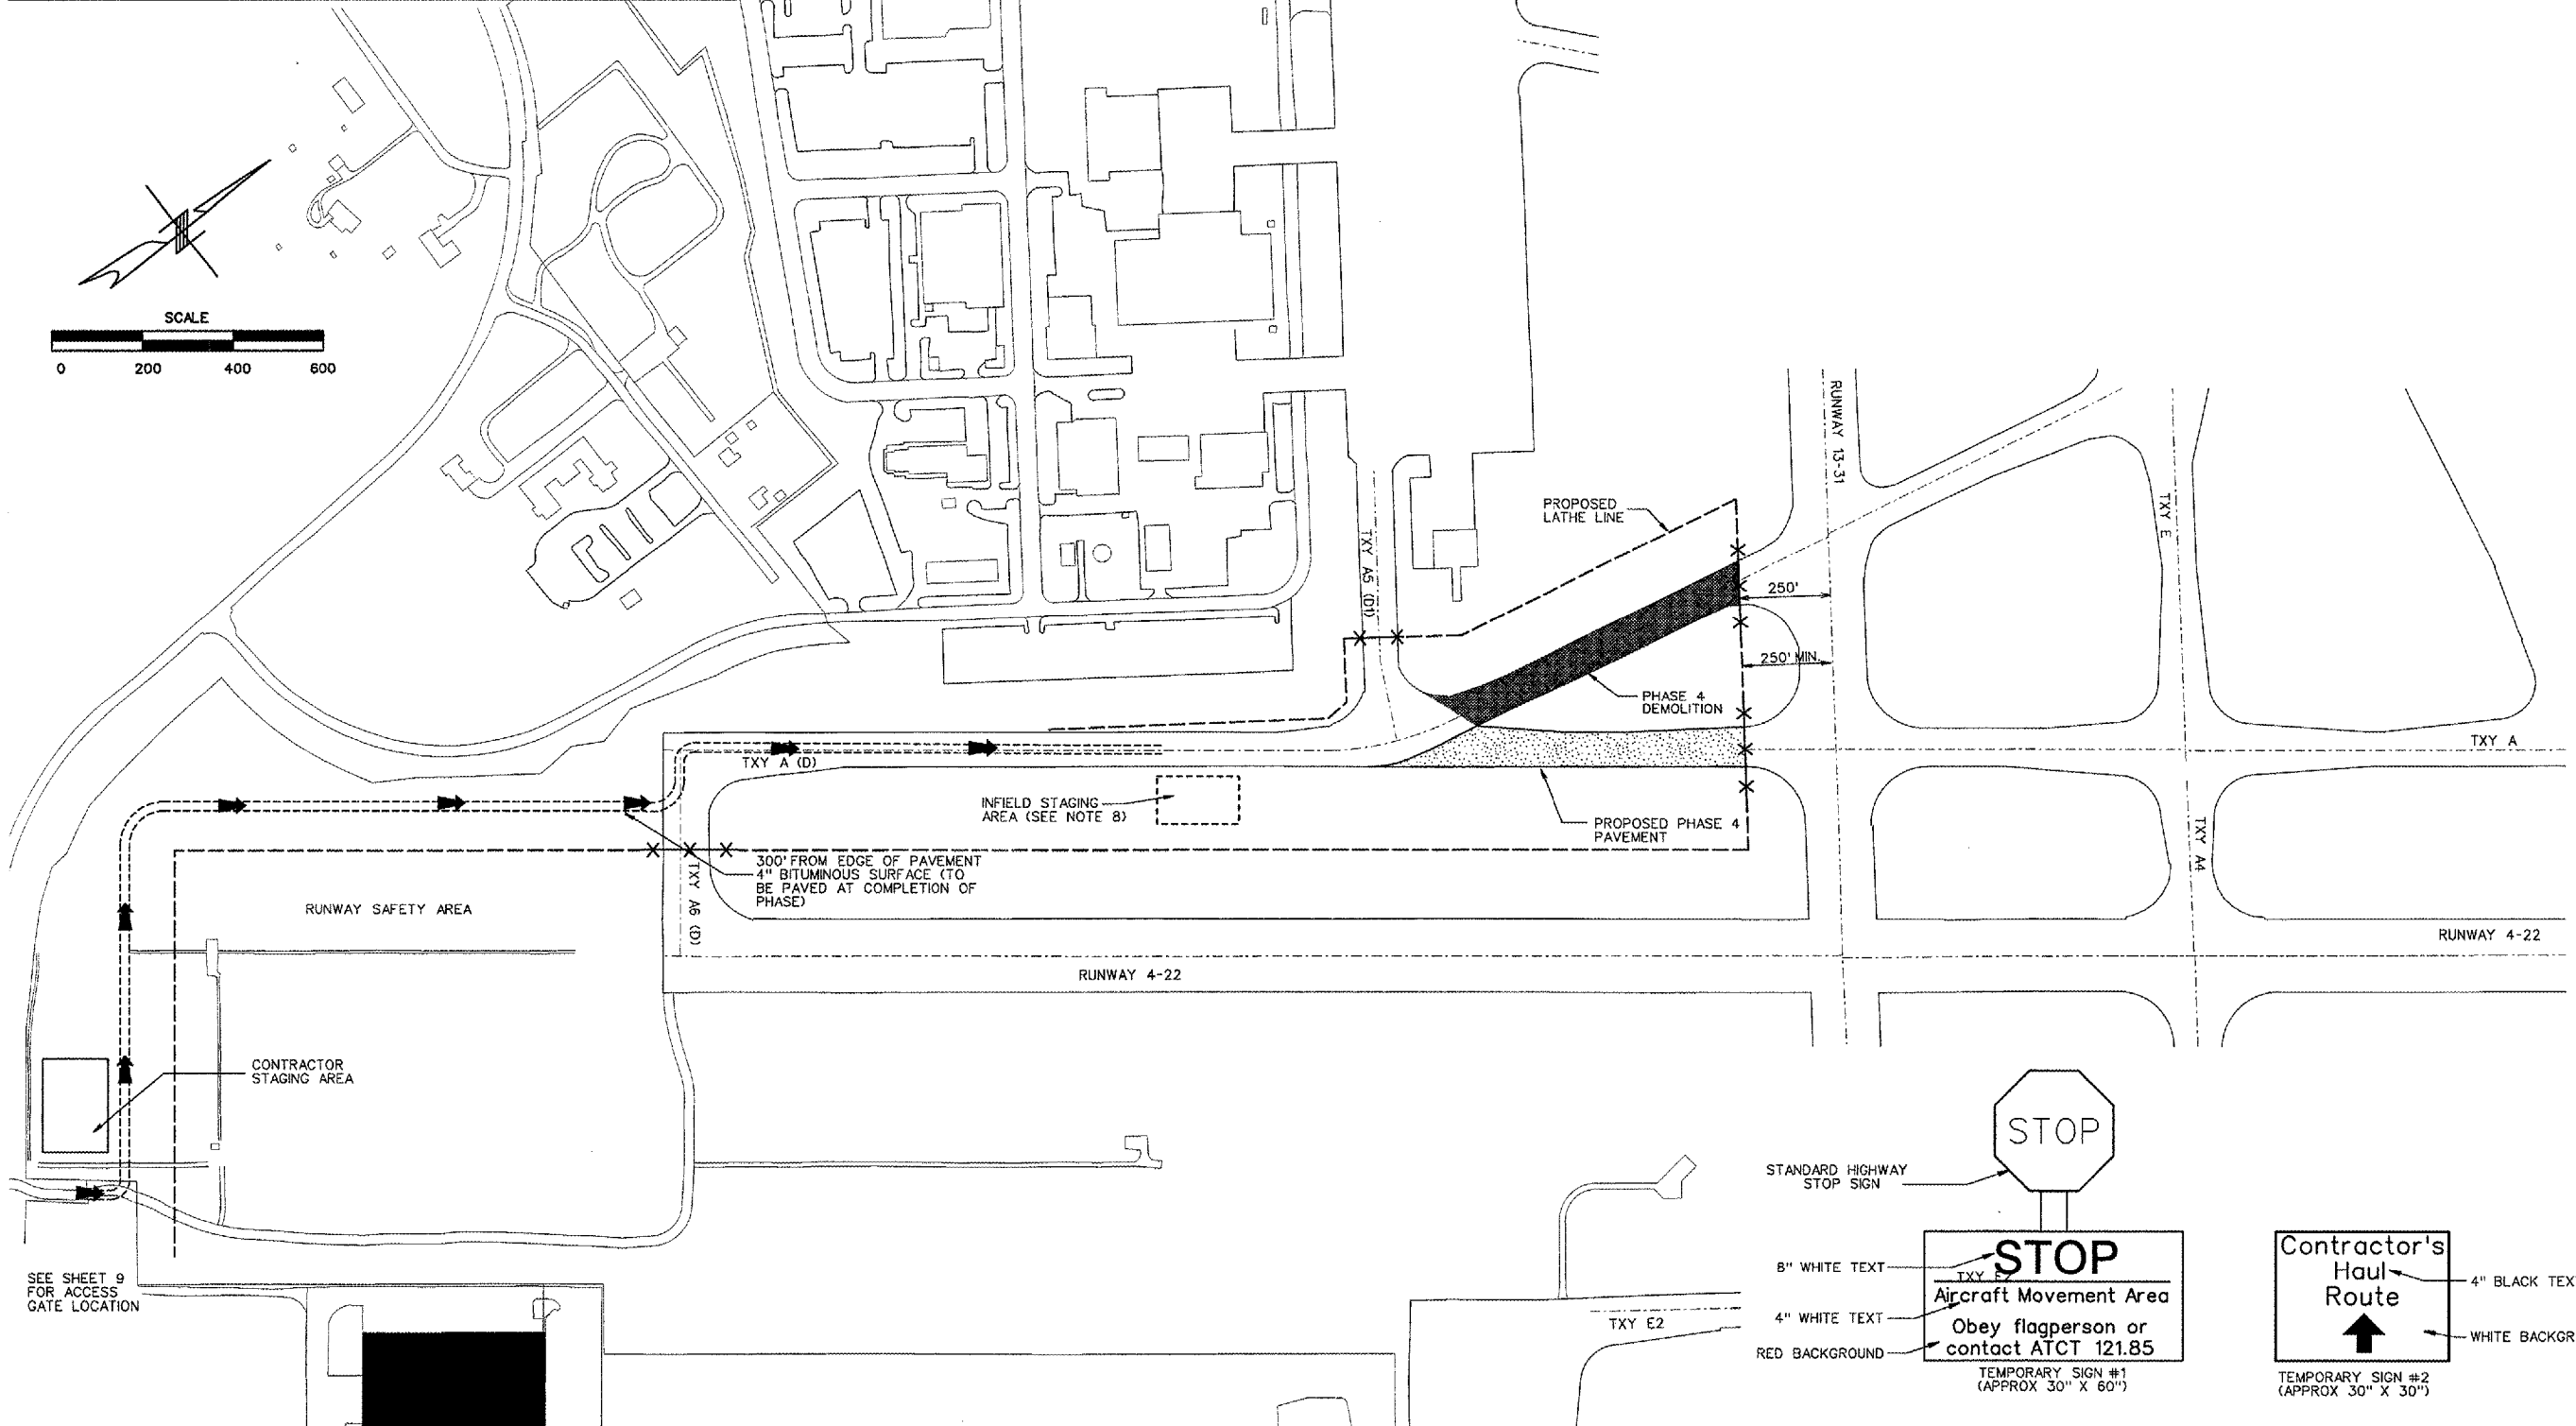 SCALE
0 200 400 600
RUNWAY 13-31
PROPOSED
LATHE LINE
TXY E
TXY A5 (D1)
250'
250' MIN.
PHASE 4
DEMOLITION
TXY A
TXY A (D)
INFIELD STAGING
AREA (SEE NOTE 8)
PROPOSED PHASE 4
PAVEMENT
TXY A4
300' FROM EDGE OF PAVEMENT
4" BITUMINOUS SURFACE (TO
BE PAVED AT COMPLETION OF
PHASE)
TXY A6 (D)
RUNWAY SAFETY AREA
RUNWAY 4-22
RUNWAY 4-22
CONTRACTOR
STAGING AREA
STOP
STANDARD HIGHWAY
STOP SIGN
SEE SHEET 9
FOR ACCESS
GATE LOCATION
8" WHITE TEXT
STOP
TXY E2
Aircraft Movement Area
4" WHITE TEXT
Obey flagperson or
contact ATCT 121.85
RED BACKGROUND
TEMPORARY SIGN #1
(APPROX 30" X 60")
TXY E2
Contractor's
Haul
Route
4" BLACK TEX
WHITE BACKGR
TEMPORARY SIGN #2
(APPROX 30" X 30")